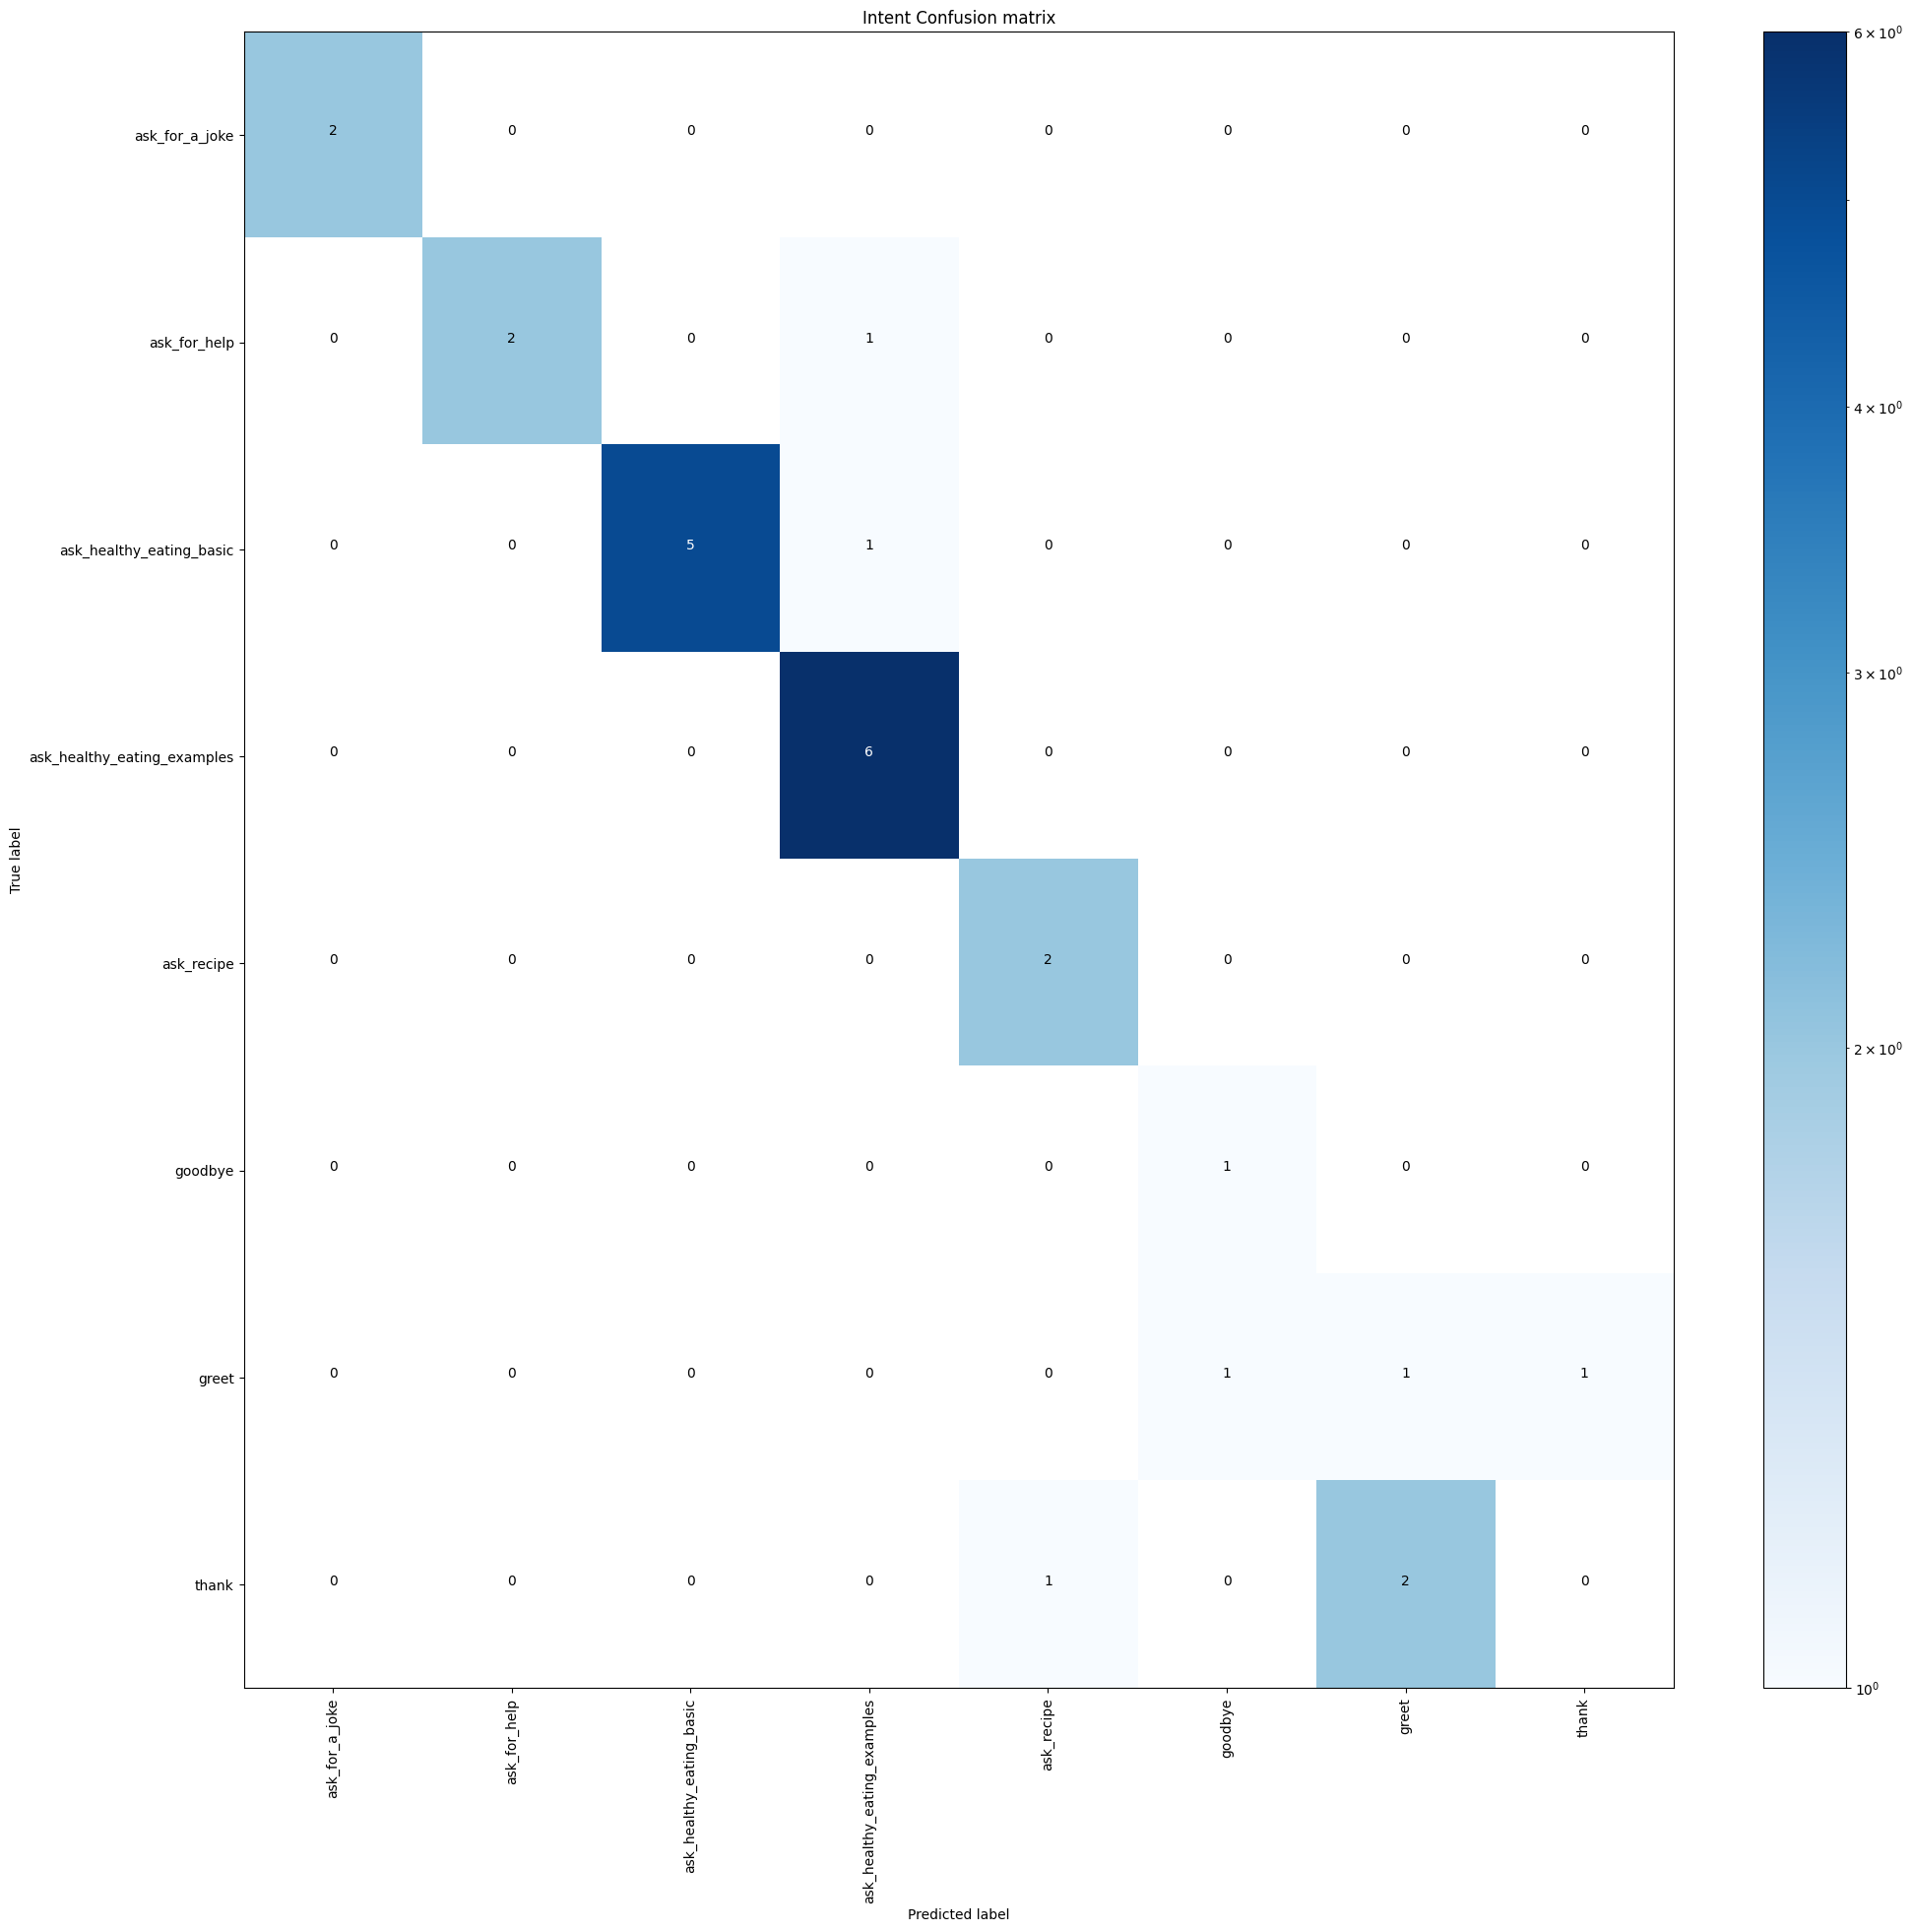 Intent Confusion matrix
ask_for_a_joke 2 0 0 0 0 0 0 0
ask_for_help 0 2 0 1 0 0 0 0
ask_healthy_eating_basic 0 0 5 1 0 0 0 0
ask_healthy_eating_examples 0 0 0 6 0 0 0 0
ask_recipe 0 0 0 0 2 0 0 0
goodbye 0 0 0 0 0 1 0 0
greet 0 0 0 0 0 1 1 1
thank 0 0 0 0 1 0 2 0
True label
ask_for_a_joke
ask_for_help
ask_healthy_eating_basic
ask_healthy_eating_examples
ask_recipe
goodbye
greet
thank
Predicted label
6 × 10⁰
4 × 10⁰
3 × 10⁰
2 × 10⁰
10⁰